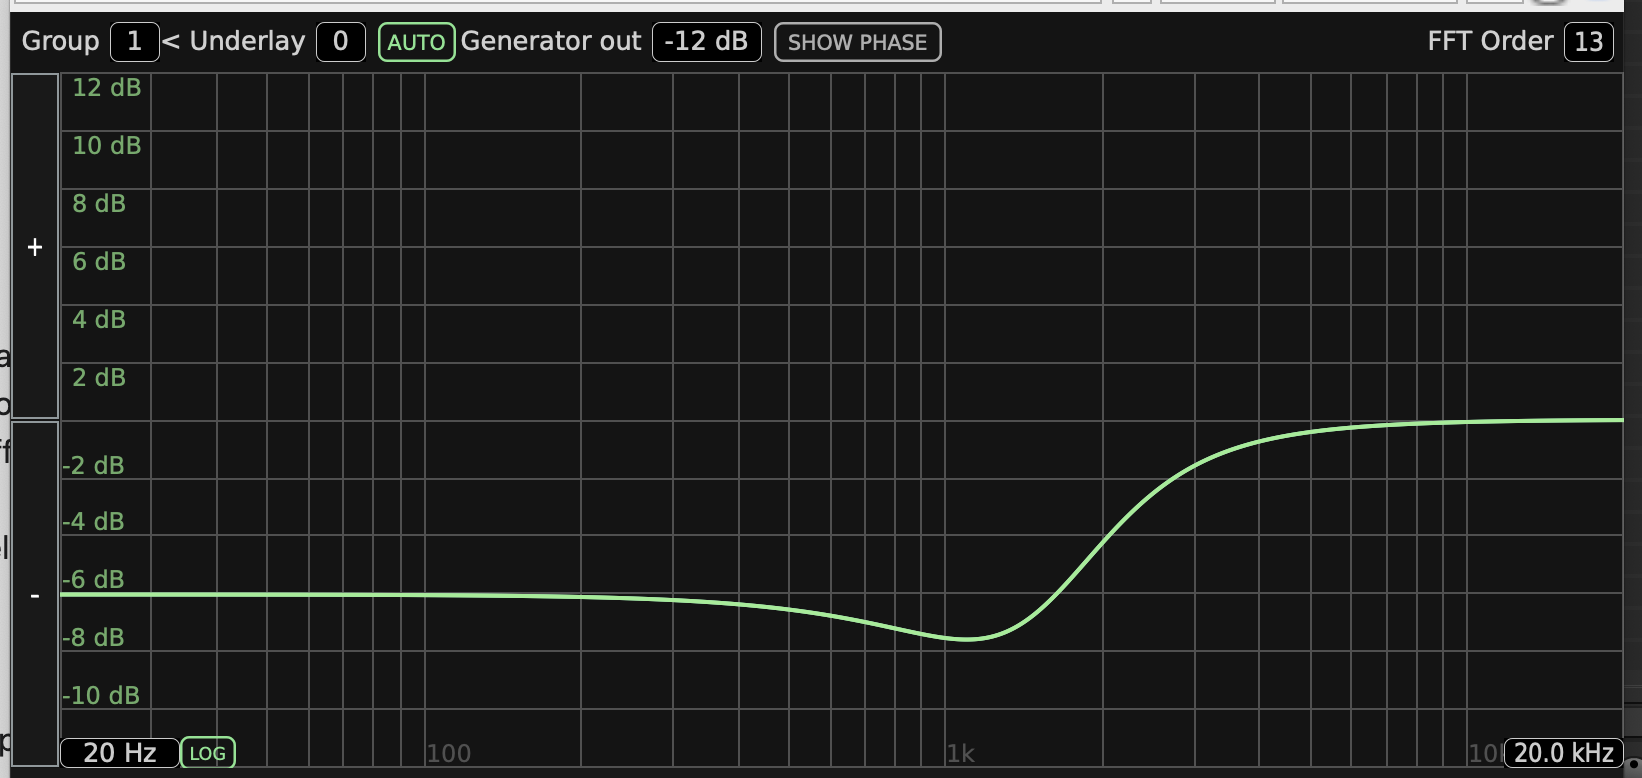 Group 1 < Underlay 0 AUTO Generator out -12 dB SHOW PHASE FFT Order 13
12 dB
10 dB
8 dB
+
6 dB
4 dB
2 dB
-2 dB
-4 dB
-6 dB
-
-8 dB
-10 dB
20 Hz LOG 100 1k 20.0 kHz